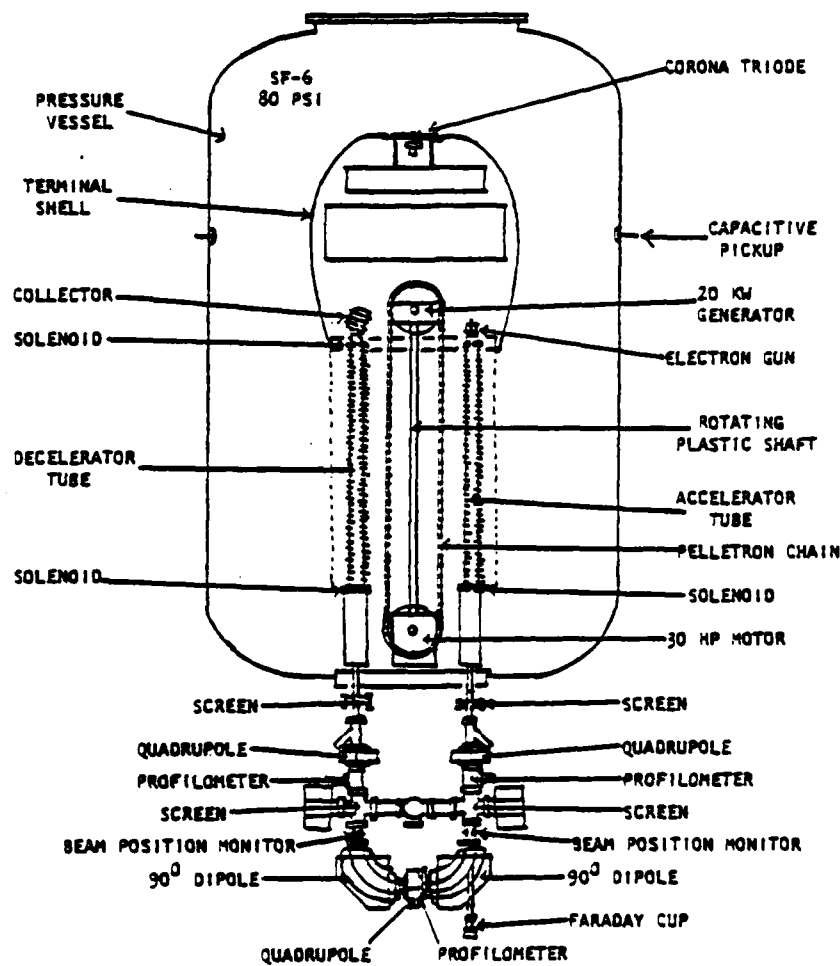 SF-6
80 PSI
CORONA TRIODE
PRESSURE
VESSEL
TERMINAL
SHELL
CAPACITIVE
PICKUP
COLLECTOR
20 KW
GENERATOR
SOLENOID
ELECTRON GUN
ROTATING
PLASTIC SHAFT
DECELERATOR
TUBE
ACCELERATOR
TUBE
PELLETRON CHAIN
SOLENOID
SOLENOID
30 HP MOTOR
SCREEN
SCREEN
QUADRUPOLE
QUADRUPOLE
PROFILOMETER
PROFILOMETER
SCREEN
SCREEN
BEAM POSITION MONITOR
BEAM POSITION MONITOR
90° DIPOLE
90° DIPOLE
FARADAY CUP
QUADRUPOLE
PROFILOMETER